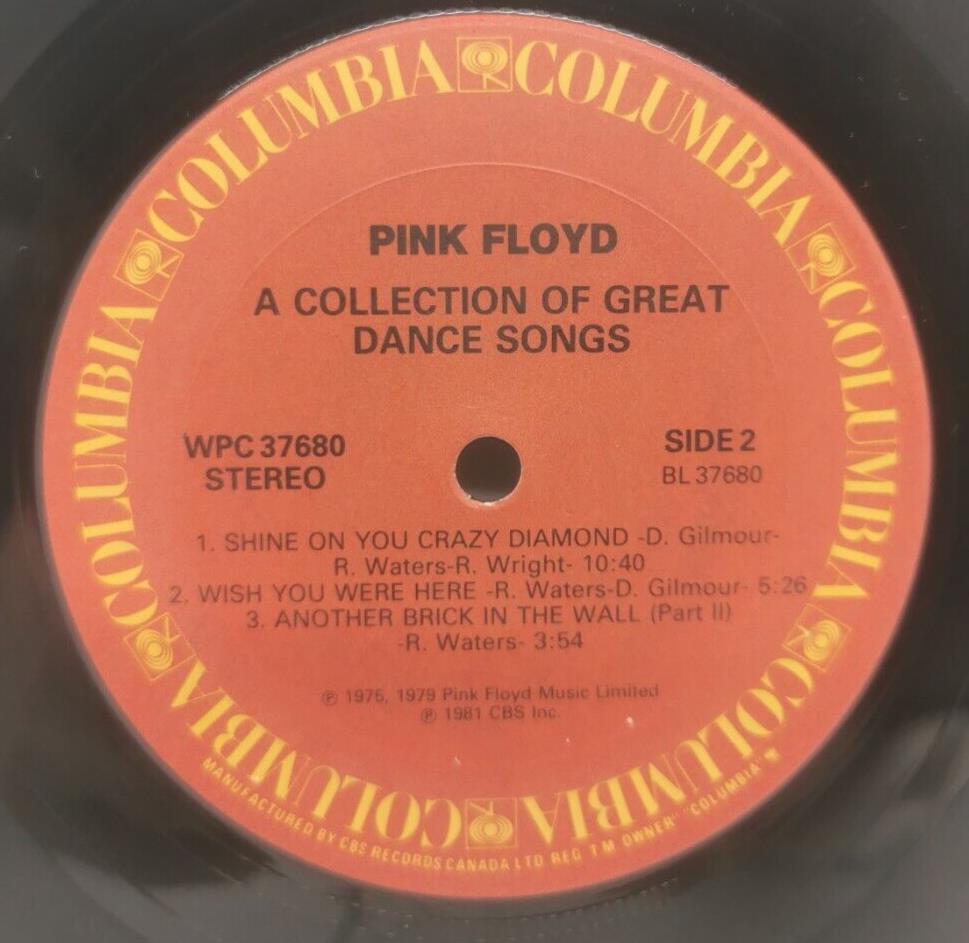 COLUMBIA COLUMBIA COLUMBIA COLUMBIA COLUMBIA COLUMBIA COLUMBIA COLUMBIA
PINK FLOYD
A COLLECTION OF GREAT
DANCE SONGS
WPC 37680
STEREO
SIDE 2
BL 37680
1. SHINE ON YOU CRAZY DIAMOND -D. Gilmour-
R. Waters-R. Wright- 10:40
2. WISH YOU WERE HERE -R. Waters-D. Gilmour- 5:26
3. ANOTHER BRICK IN THE WALL (Part II)
-R. Waters- 3:54
℗ 1975, 1979 Pink Floyd Music Limited
℗ 1981 CBS Inc.
MANUFACTURED BY CBS RECORDS CANADA LTD REG T M OWNER "COLUMBIA"